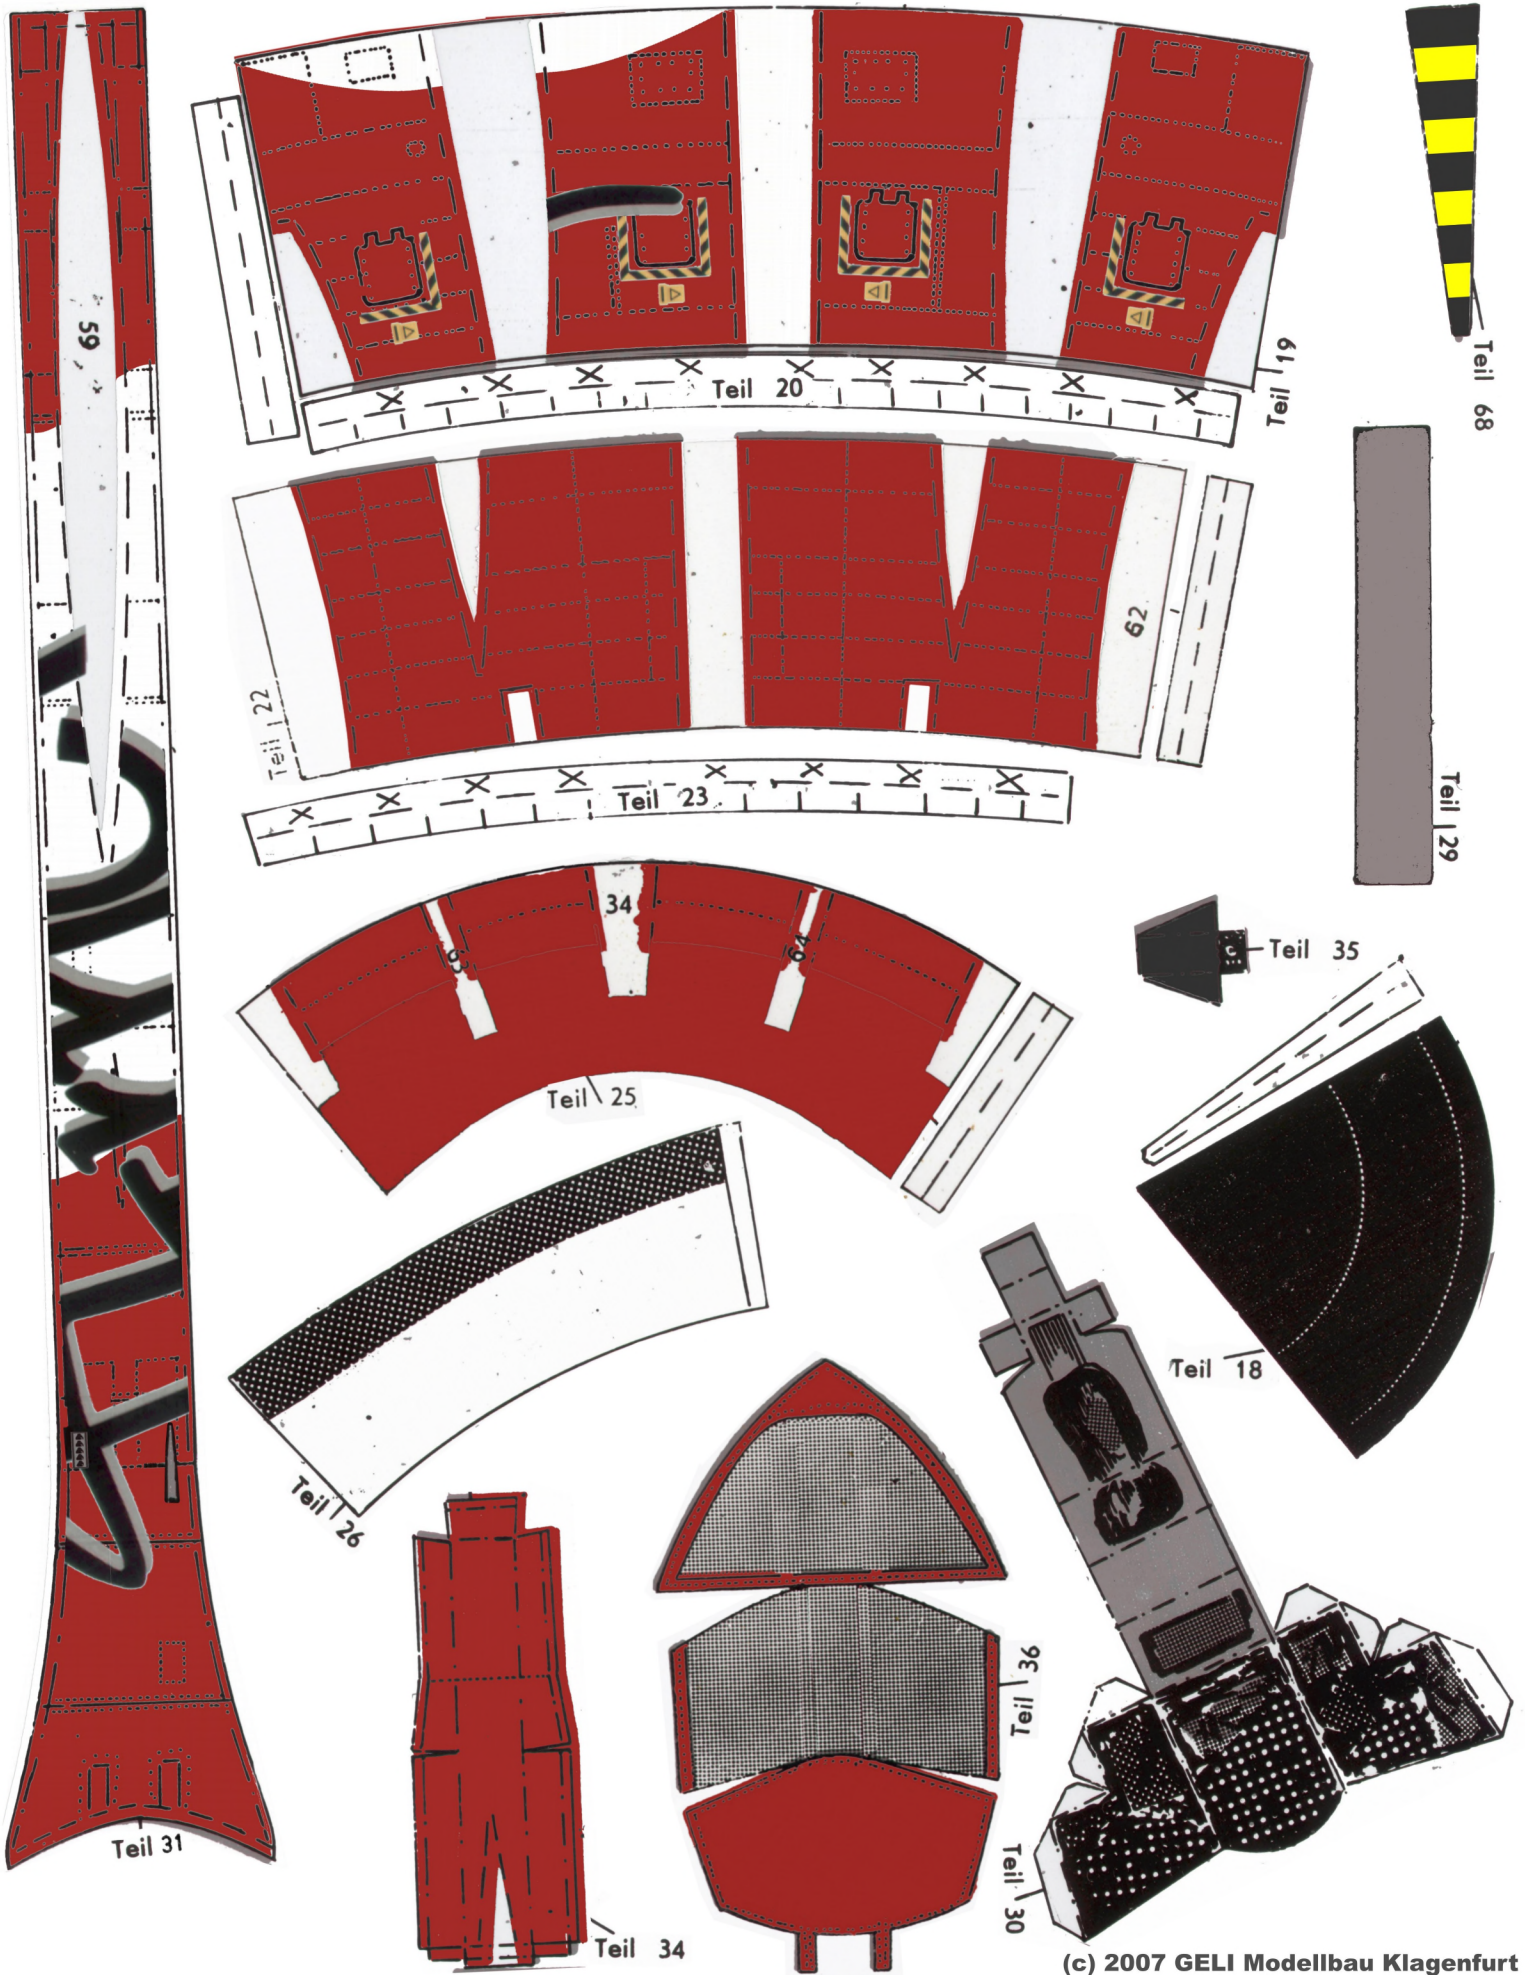 59
Teil 20
Teil 19
Teil 68
Teil 22
62
Teil 23
Teil 29
34
63
64
Teil 25
Teil 35
Teil 18
Teil 26
Teil 36
Teil 31
Teil 34
Teil 30
(c) 2007 GELI Modellbau Klagenfurt